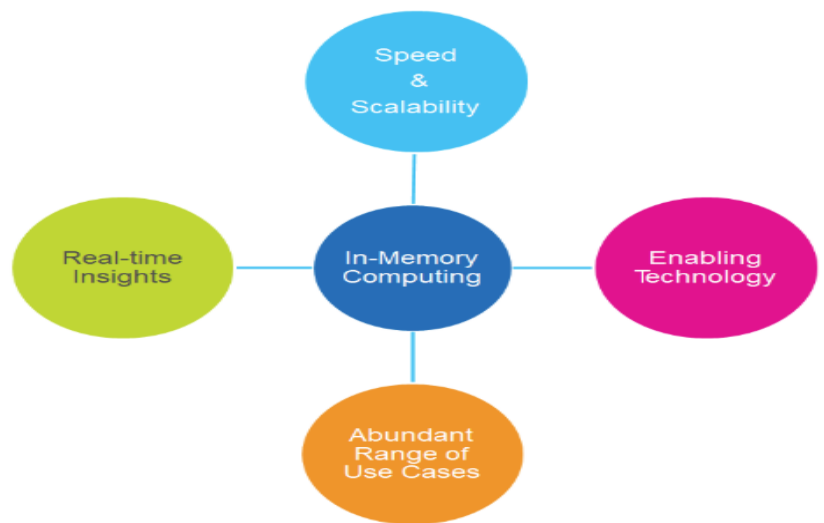 Speed
&
Scalability
Real-time
Insights
In-Memory
Computing
Enabling
Technology
Abundant
Range of
Use Cases